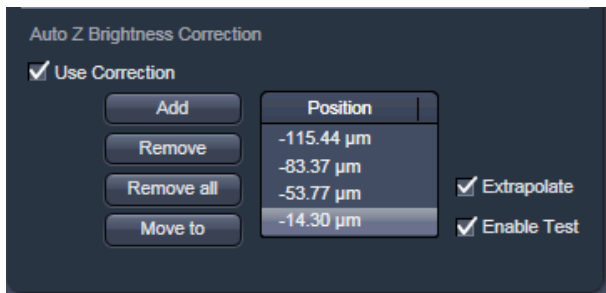 Auto Z Brightness Correction
Use Correction
Add
Remove
Remove all
Move to
Position
-115.44 µm
-83.37 µm
-53.77 µm
-14.30 µm
Extrapolate
Enable Test